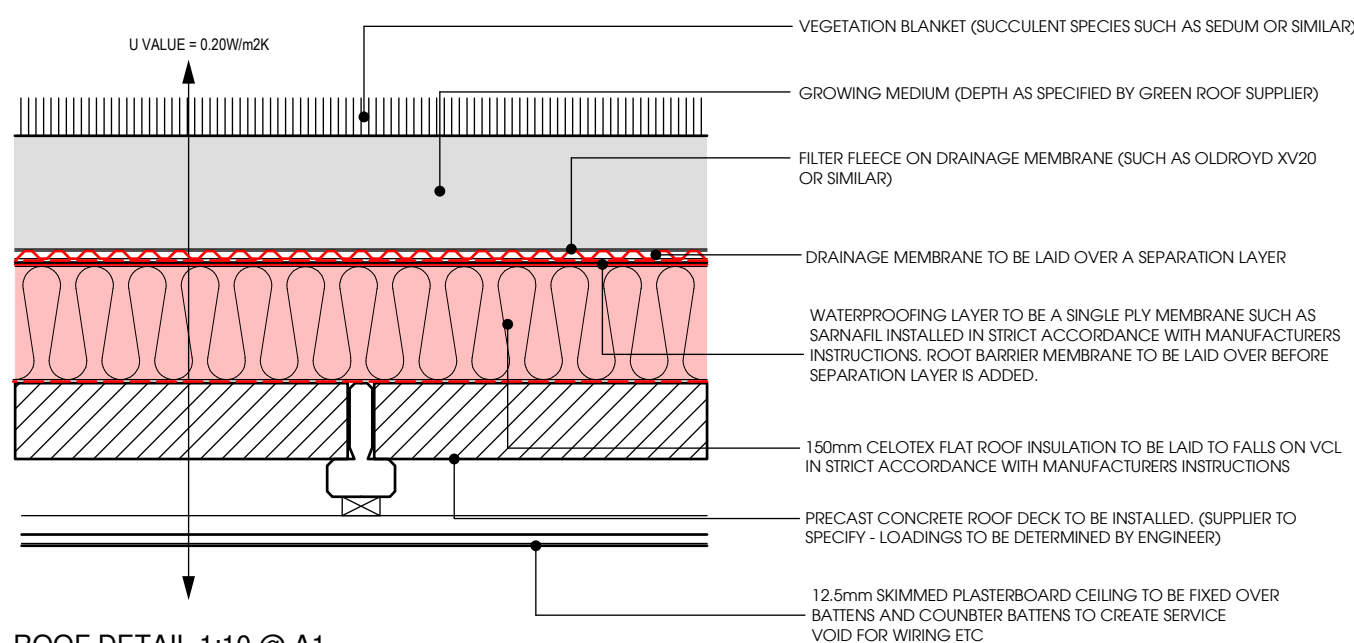 U VALUE = 0.20W/m2K
VEGETATION BLANKET (SUCCULENT SPECIES SUCH AS SEDUM OR SIMILAR)
GROWING MEDIUM (DEPTH AS SPECIFIED BY GREEN ROOF SUPPLIER)
FILTER FLEECE ON DRAINAGE MEMBRANE (SUCH AS OLDROYD XV20
OR SIMILAR)
DRAINAGE MEMBRANE TO BE LAID OVER A SEPARATION LAYER
WATERPROOFING LAYER TO BE A SINGLE PLY MEMBRANE SUCH AS
SARNAFIL INSTALLED IN STRICT ACCORDANCE WITH MANUFACTURERS
INSTRUCTIONS. ROOT BARRIER MEMBRANE TO BE LAID OVER BEFORE
SEPARATION LAYER IS ADDED.
150mm CELOTEX FLAT ROOF INSULATION TO BE LAID TO FALLS ON VCL
IN STRICT ACCORDANCE WITH MANUFACTURERS INSTRUCTIONS
PRECAST CONCRETE ROOF DECK TO BE INSTALLED. (SUPPLIER TO
SPECIFY - LOADINGS TO BE DETERMINED BY ENGINEER)
12.5mm SKIMMED PLASTERBOARD CEILING TO BE FIXED OVER
BATTENS AND COUNBTER BATTENS TO CREATE SERVICE
VOID FOR WIRING ETC
ROOF DETAIL 1:10 @ A1